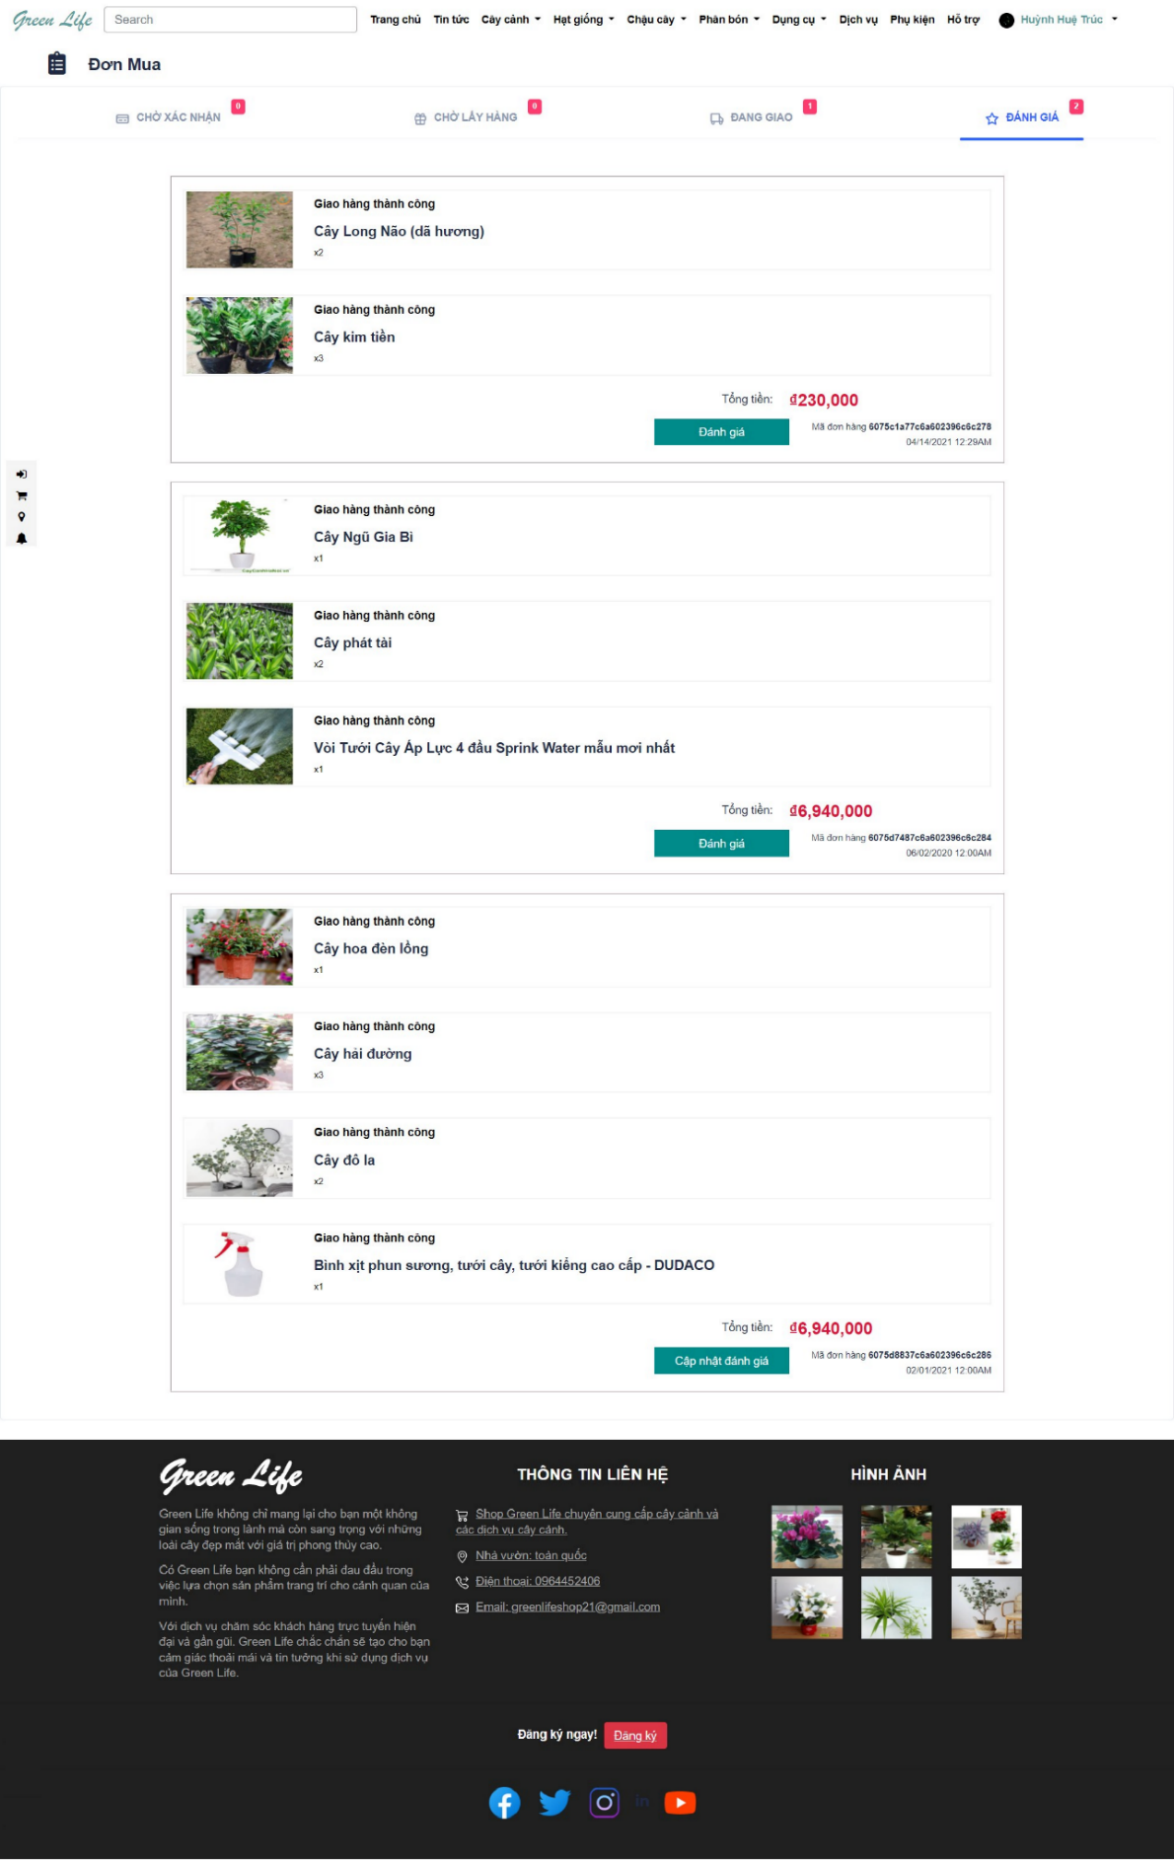 Green Life Search Trang chủ Tin tức Cây cảnh Hạt giống Chậu cây Phân bón Dụng cụ Dịch vụ Phụ kiện Hỗ trợ Huỳnh Huệ Trúc
Đơn Mua
CHỜ XÁC NHẬN 0 CHỜ LẤY HÀNG 0 ĐANG GIAO 1 ĐÁNH GIÁ 2
Giao hàng thành công
Cây Long Não (dã hương)
x2
Giao hàng thành công
Cây kim tiền
x3
Tổng tiền: ₫230,000
Đánh giá Mã đơn hàng 6075c1a77c6a602396c6c278
04/14/2021 12:29AM
Giao hàng thành công
Cây Ngũ Gia Bì
x1
Giao hàng thành công
Cây phát tài
x2
Giao hàng thành công
Vòi Tưới Cây Áp Lực 4 đầu Sprink Water mẫu mơi nhất
x1
Tổng tiền: ₫6,940,000
Đánh giá Mã đơn hàng 6075d7487c6a602396c6c284
06/02/2020 12:00AM
Giao hàng thành công
Cây hoa đèn lồng
x1
Giao hàng thành công
Cây hải đường
x3
Giao hàng thành công
Cây đô la
x2
Giao hàng thành công
Bình xịt phun sương, tưới cây, tưới kiểng cao cấp - DUDACO
x1
Tổng tiền: ₫6,940,000
Cập nhật đánh giá Mã đơn hàng 6075d8837c6a602396c6c286
02/01/2021 12:00AM
Green Life THÔNG TIN LIÊN HỆ HÌNH ẢNH
Green Life không chỉ mang lại cho bạn một không
gian sống trong lành mà còn sang trọng với những
loài cây đẹp mắt với giá trị phong thủy cao.
Có Green Life bạn không cần phải đau đầu trong
việc lựa chọn sản phẩm trang trí cho cảnh quan của
mình.
Với dịch vụ chăm sóc khách hàng trực tuyến hiện
đại và gần gũi. Green Life chắc chắn sẽ tạo cho bạn
cảm giác thoải mái và tin tưởng khi sử dụng dịch vụ
của Green Life.
Shop Green Life chuyên cung cấp cây cảnh và
các dịch vụ cây cảnh.
Nhà vườn: toàn quốc
Điện thoại: 0964452406
Email: greenlifeshop21@gmail.com
Đăng ký ngay! Đăng ký
in